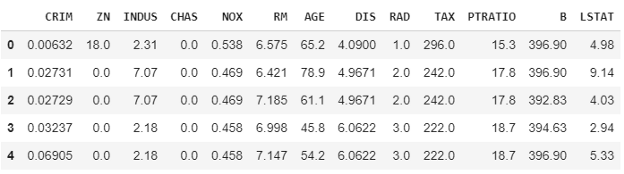 CRIM ZN INDUS CHAS NOX RM AGE DIS RAD TAX PTRATIO B LSTAT
0 0.00632 18.0 2.31 0.0 0.538 6.575 65.2 4.0900 1.0 296.0 15.3 396.90 4.98
1 0.02731 0.0 7.07 0.0 0.469 6.421 78.9 4.9671 2.0 242.0 17.8 396.90 9.14
2 0.02729 0.0 7.07 0.0 0.469 7.185 61.1 4.9671 2.0 242.0 17.8 392.83 4.03
3 0.03237 0.0 2.18 0.0 0.458 6.998 45.8 6.0622 3.0 222.0 18.7 394.63 2.94
4 0.06905 0.0 2.18 0.0 0.458 7.147 54.2 6.0622 3.0 222.0 18.7 396.90 5.33